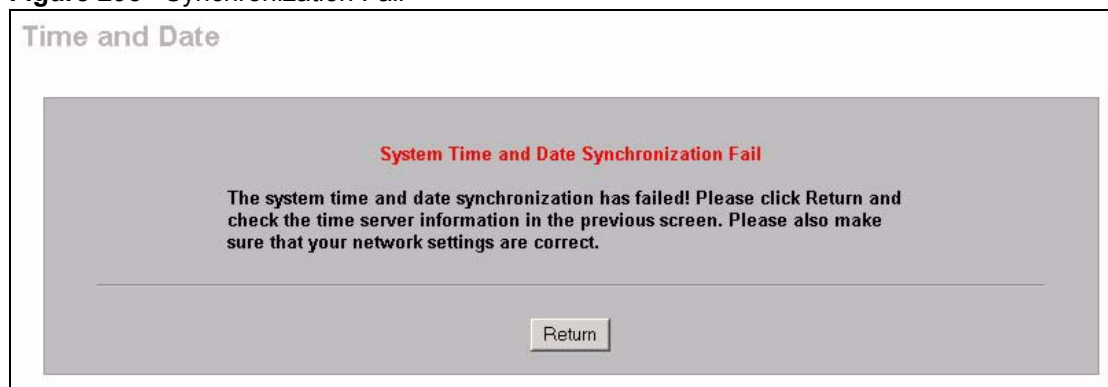 Time and Date
System Time and Date Synchronization Fail
The system time and date synchronization has failed! Please click Return and
check the time server information in the previous screen. Please also make
sure that your network settings are correct.
Return